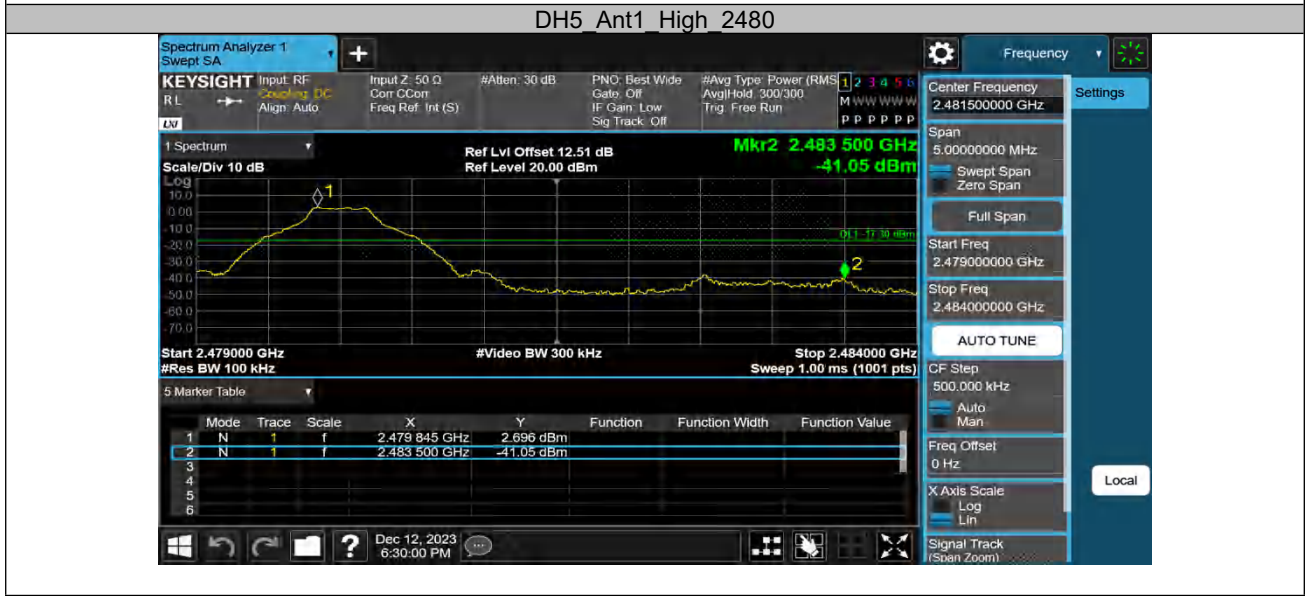 DH5_Ant1_High_2480
Spectrum Analyzer 1
Swept SA
Frequency
KEYSIGHT
RL
LXI
Input: RF
Coupling: DC
Align: Auto
Input Z: 50 Ω
Corr CCorr
Freq Ref: Int (S)
#Atten: 30 dB
PNO: Best Wide
Gate: Off
IF Gain: Low
Sig Track: Off
#Avg Type: Power (RMS
Avg|Hold: 300/300
Trig: Free Run
1 2 3 4 5 6
M W W W W W
P P P P P P
1 Spectrum
Scale/Div 10 dB
Ref Lvl Offset 12.51 dB
Ref Level 20.00 dBm
Mkr2 2.483 500 GHz
-41.05 dBm
Log
10.0
0.00
-10.0
-20.0
-30.0
-40.0
-50.0
-60.0
-70.0
1
2
DL1 -17.30 dBm
Start 2.479000 GHz
#Res BW 100 kHz
#Video BW 300 kHz
Stop 2.484000 GHz
Sweep 1.00 ms (1001 pts)
5 Marker Table
Mode Trace Scale X Y Function Function Width Function Value
1 N 1 f 2.479 845 GHz 2.696 dBm
2 N 1 f 2.483 500 GHz -41.05 dBm
3
4
5
6
?
Dec 12, 2023
6:30:00 PM
Center Frequency
2.481500000 GHz
Span
5.00000000 MHz
Swept Span
Zero Span
Full Span
Start Freq
2.479000000 GHz
Stop Freq
2.484000000 GHz
AUTO TUNE
CF Step
500.000 kHz
Auto
Man
Freq Offset
0 Hz
X Axis Scale
Log
Lin
Signal Track
(Span Zoom)
Settings
Local